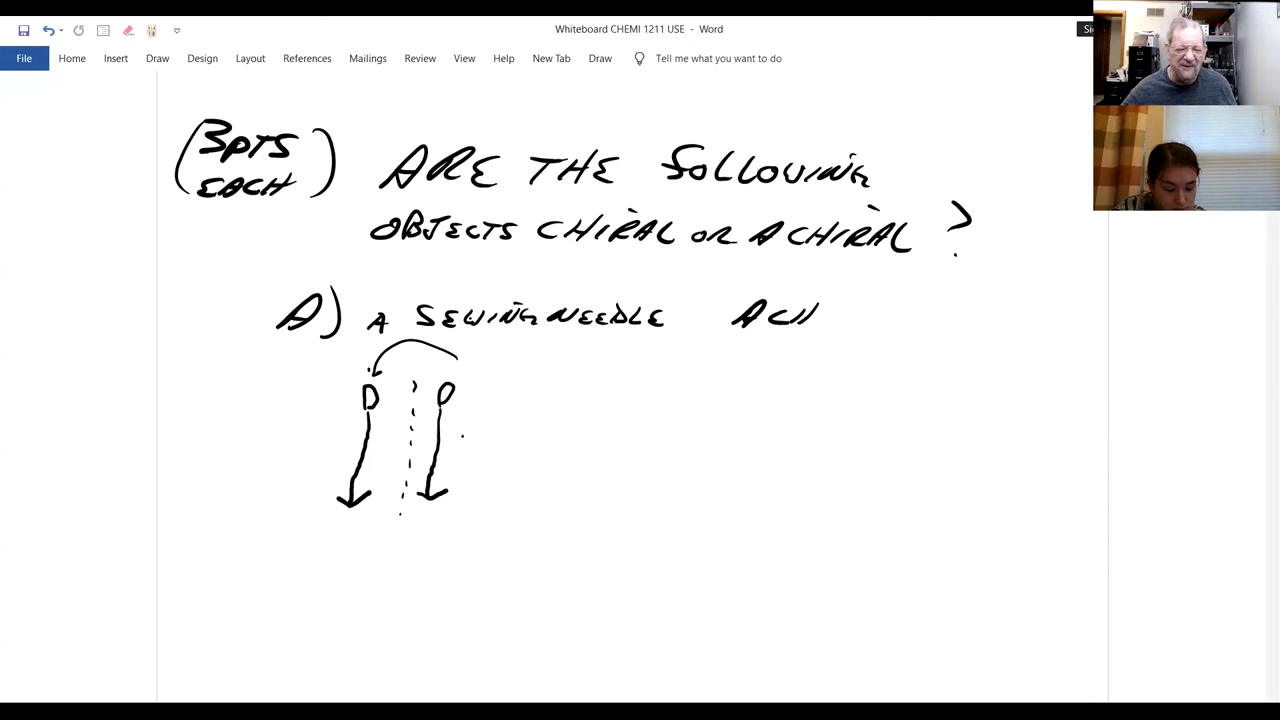 Whiteboard CHEMI 1211 USE - Word
File Home Insert Draw Design Layout References Mailings Review View Help New Tab Draw Tell me what you want to do
(3PTS EACH) ARE THE FOLLOWING
OBJECTS CHIRAL OR ACHIRAL ?
A) A SEWING NEEDLE ACH